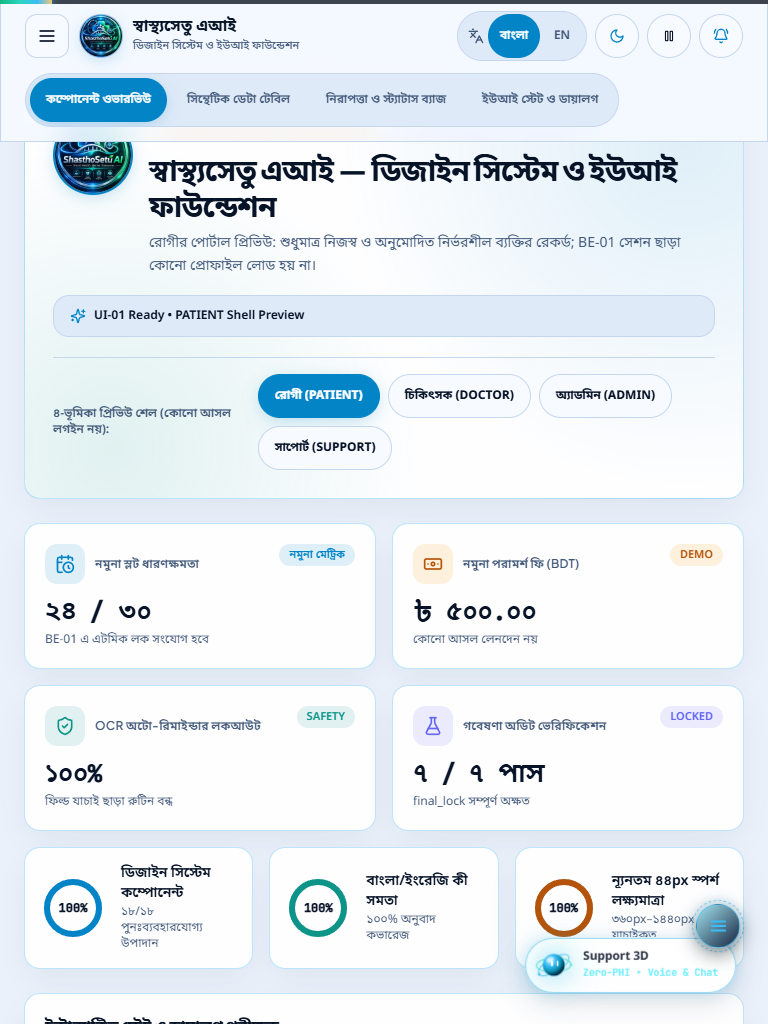 স্বাস্থ্যসেতু এআই
ডিজাইন সিস্টেম ও ইউআই ফাউন্ডেশন
বাংলা
EN
কম্পোনেন্ট ওভারভিউ
সিন্থেটিক ডেটা টেবিল
নিরাপত্তা ও স্ট্যাটাস ব্যাজ
ইউআই স্টেট ও ডায়ালগ
ShasthoSetu AI
স্বাস্থ্যসেতু এআই — ডিজাইন সিস্টেম ও ইউআই
ফাউন্ডেশন
রোগীর পোর্টাল প্রিভিউ: শুধুমাত্র নিজস্ব ও অনুমোদিত নির্ভরশীল ব্যক্তির রেকর্ড; BE-01 সেশন ছাড়া
কোনো প্রোফাইল লোড হয় না।
UI-01 Ready • PATIENT Shell Preview
৪-ভূমিকা প্রিভিউ শেল (কোনো আসল
লগইন নয়):
রোগী (PATIENT)
চিকিৎসক (DOCTOR)
অ্যাডমিন (ADMIN)
সাপোর্ট (SUPPORT)
নমুনা স্লট ধারণক্ষমতা
নমুনা মেট্রিক
২৪ / ৩০
BE-01 এ এটমিক লক সংযোগ হবে
নমুনা পরামর্শ ফি (BDT)
DEMO
৳ ৫০০.০০
কোনো আসল লেনদেন নয়
OCR অটো-রিমাইন্ডার লকআউট
SAFETY
১০০%
ফিল্ড যাচাই ছাড়া রুটিন বন্ধ
গবেষণা অডিট ভেরিফিকেশন
LOCKED
৭ / ৭ পাস
final_lock সম্পূর্ণ অক্ষত
100%
ডিজাইন সিস্টেম
কম্পোনেন্ট
১৮/১৮
পুনঃব্যবহারযোগ্য
উপাদান
100%
বাংলা/ইংরেজি কী
সমতা
১০০% অনুবাদ
কভারেজ
100%
ন্যূনতম ৪৪px স্পর্শ
লক্ষ্যমাত্রা
৩৬০px–১৪৪০px
যাচাইকৃত
Support 3D
Zero-PHI • Voice & Chat